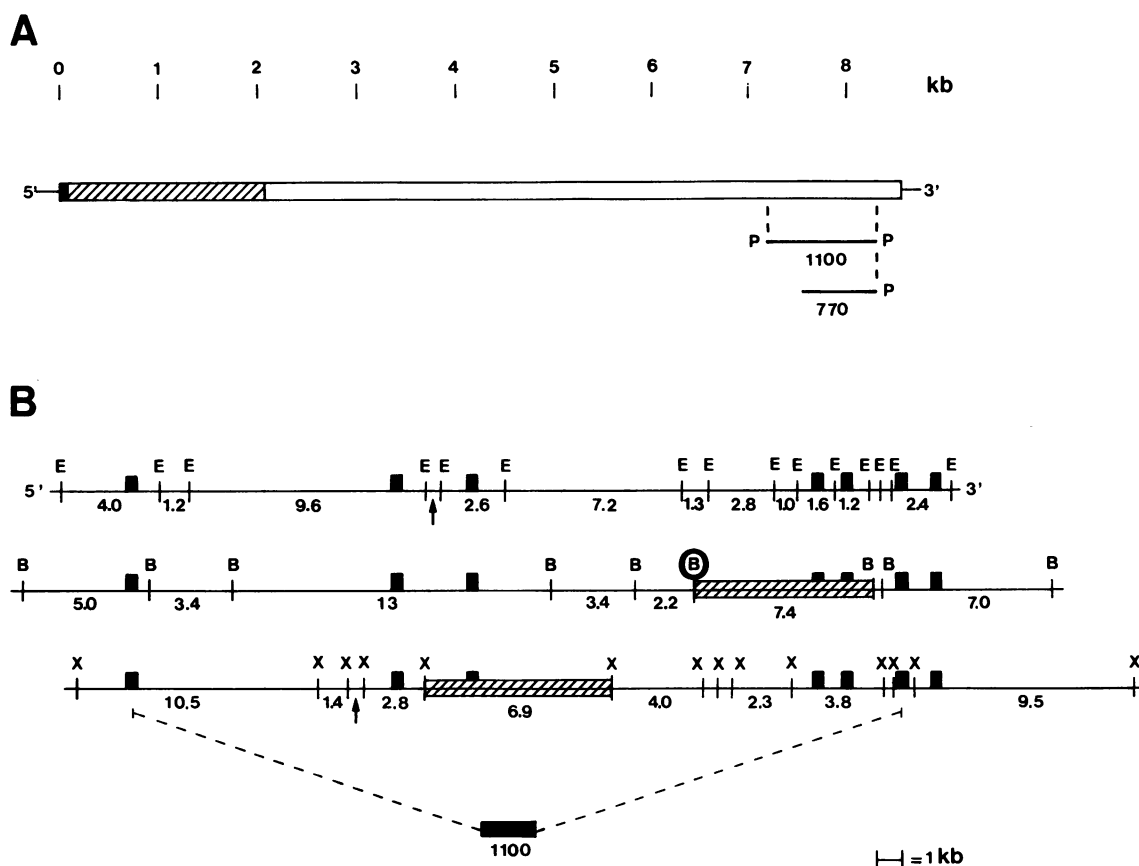 A
0 1 2 3 4 5 6 7 8 kb
5' 3'
P P
1100
P
770
B
E E E E E E E E E E E E E E E
5' 3'
4.0 1.2 9.6 2.6 7.2 1.3 2.8 1.0 1.6 1.2 2.4
B B B B B B B B B
5.0 3.4 13 3.4 2.2 7.4 7.0
X X X X X X X X X X X X X X
10.5 1.4 2.8 6.9 4.0 2.3 3.8 9.5
1100
= 1 kb